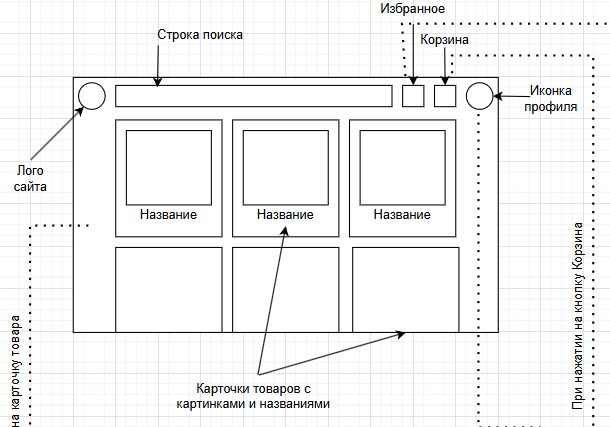 Избранное
Строка поиска
Корзина
Иконка
профиля
Лого
сайта
Название
Название
Название
При нажатии на кнопку Корзина
на карточку товара
Карточки товаров с
картинками и названиями